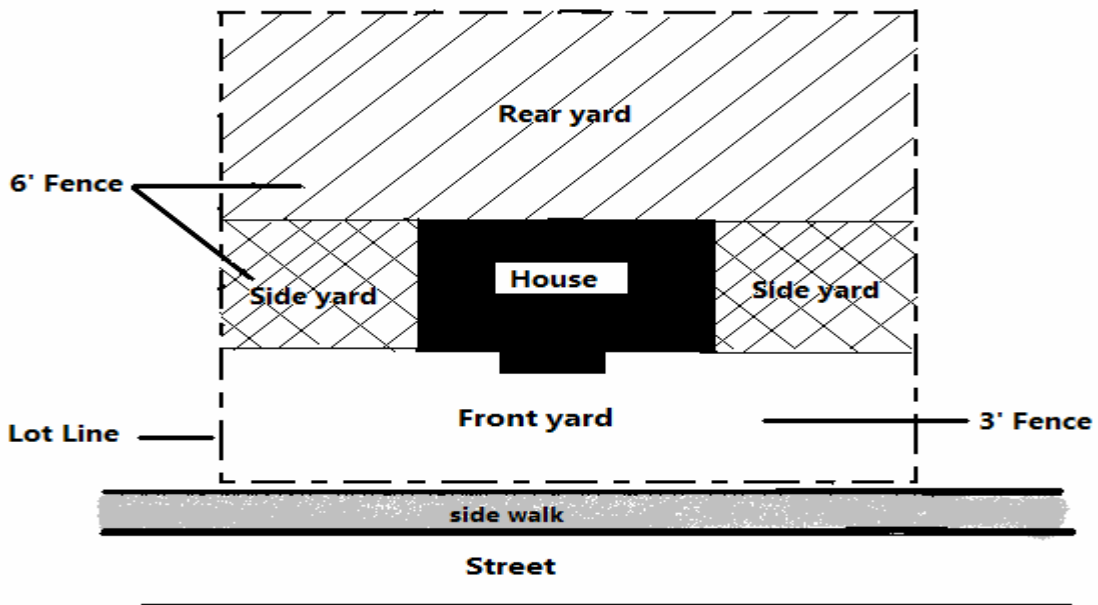 Rear yard
6' Fence
House
Side yard
Side yard
Front yard
3' Fence
Lot Line
side walk
Street